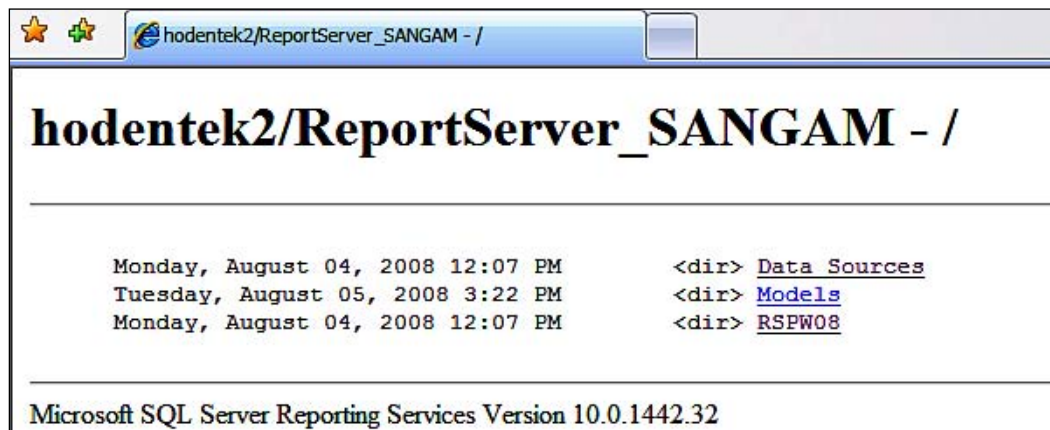 hodentek2/ReportServer_SANGAM - /
hodentek2/ReportServer_SANGAM - /
Monday, August 04, 2008 12:07 PM <dir> Data Sources
Tuesday, August 05, 2008 3:22 PM <dir> Models
Monday, August 04, 2008 12:07 PM <dir> RSPW08
Microsoft SQL Server Reporting Services Version 10.0.1442.32